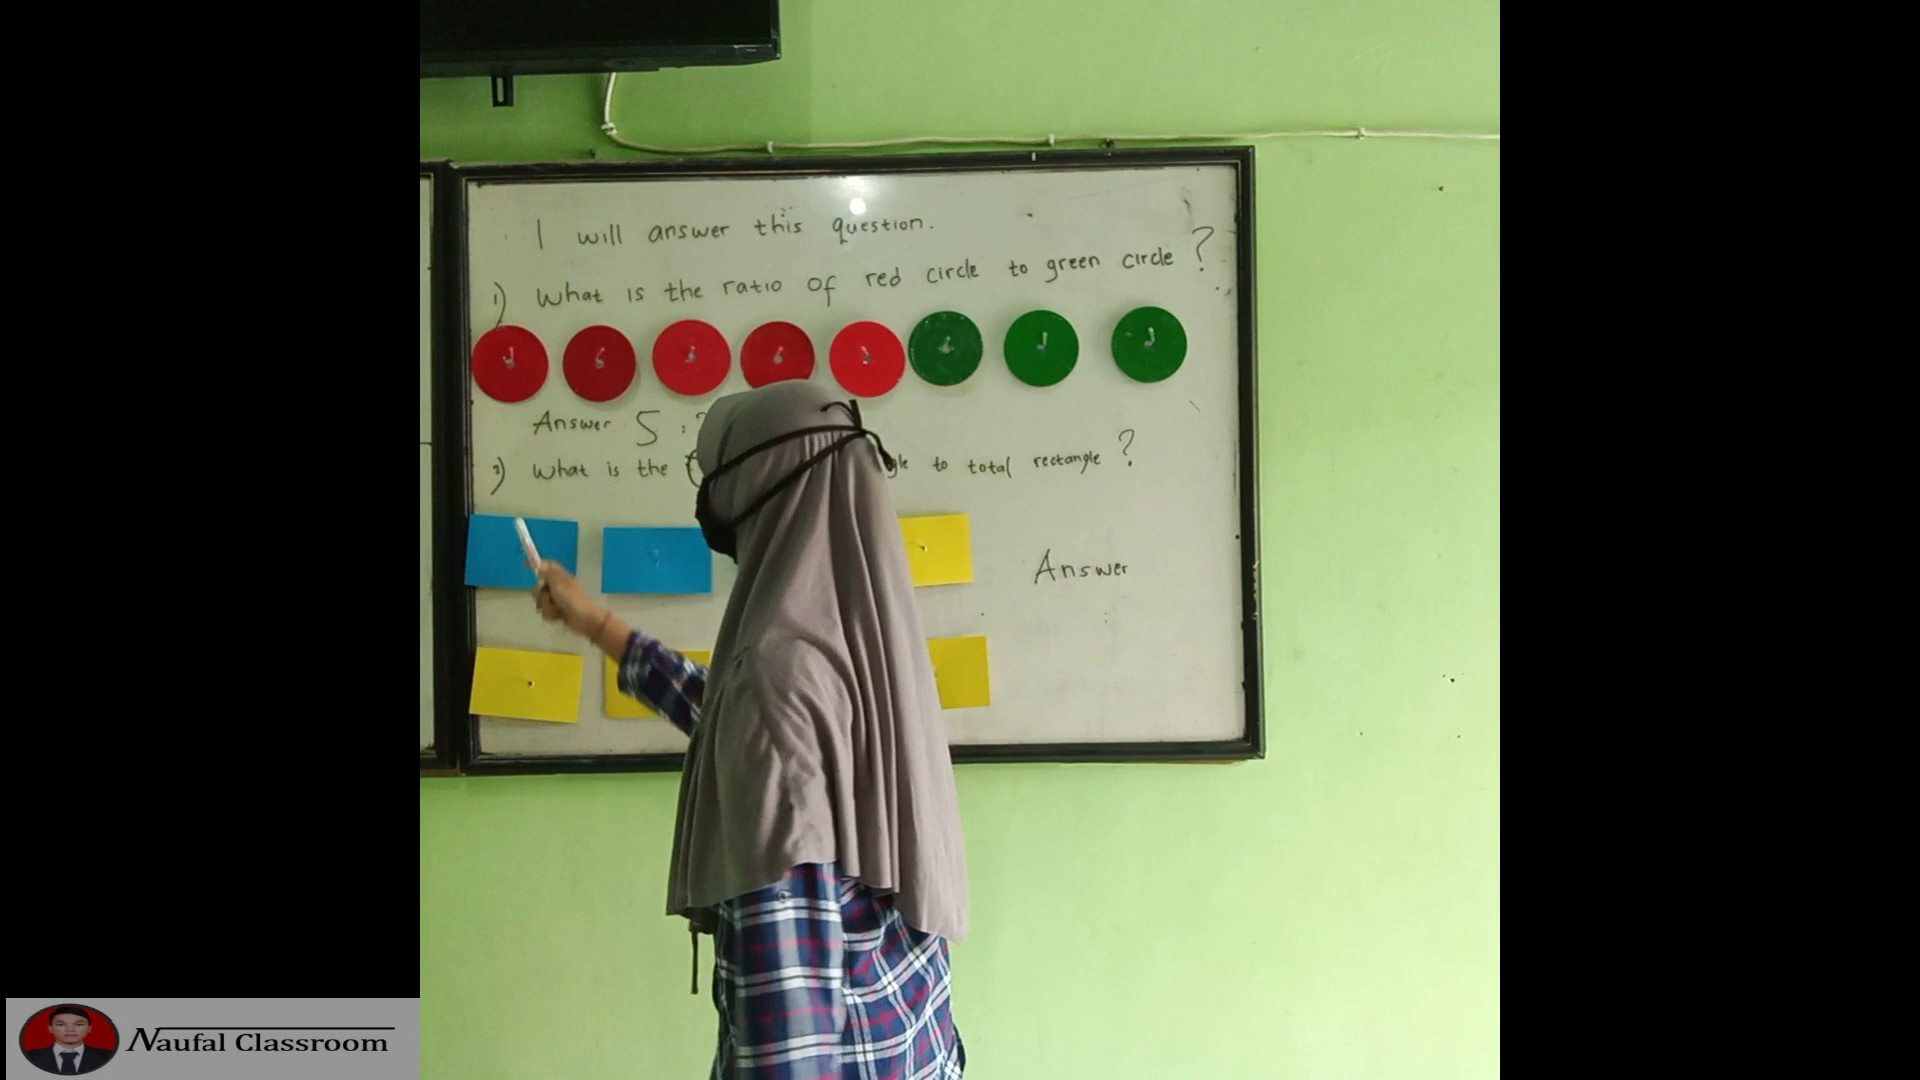 I will answer this question.
1) What is the ratio of red circle to green circle ?
Answer 5 :
2) What is the to total rectangle ?
Answer
Naufal Classroom